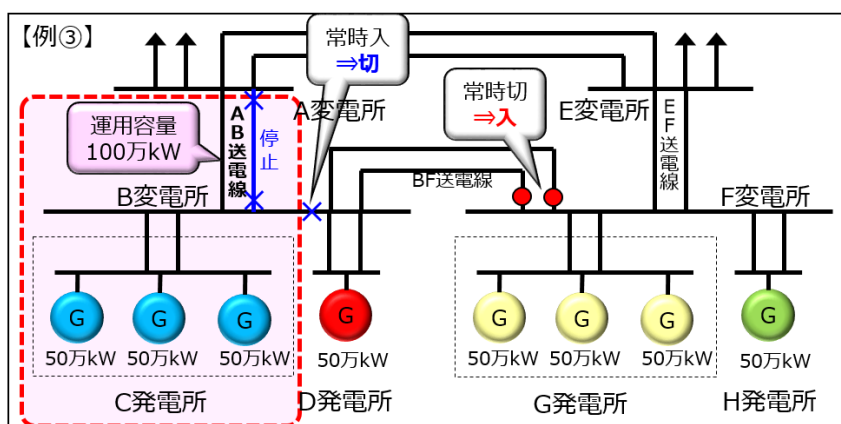 【例③】
常時入
⇒切
常時切
⇒入
A変電所
E変電所
運用容量
100万kW
AB送電線
停止
EF送電線
BF送電線
B変電所
F変電所
G
G
G
G
G
G
G
G
50万kW
50万kW
50万kW
50万kW
50万kW
50万kW
50万kW
50万kW
C発電所
D発電所
G発電所
H発電所